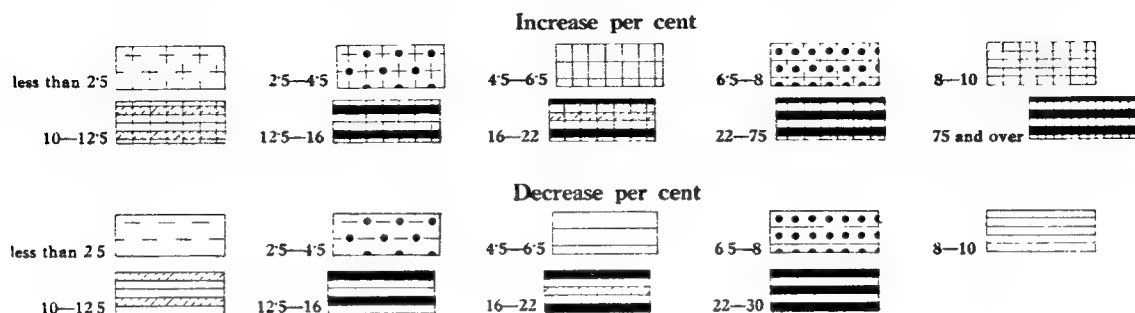 Increase per cent
less than 2·5 2·5—4·5 4·5—6·5 6·5—8 8—10
10—12·5 12·5—16 16—22 22—75 75 and over
Decrease per cent
less than 2 5 2·5—4·5 4·5—6·5 6 5—8 8—10
10—12 5 12·5—16 16—22 22—30